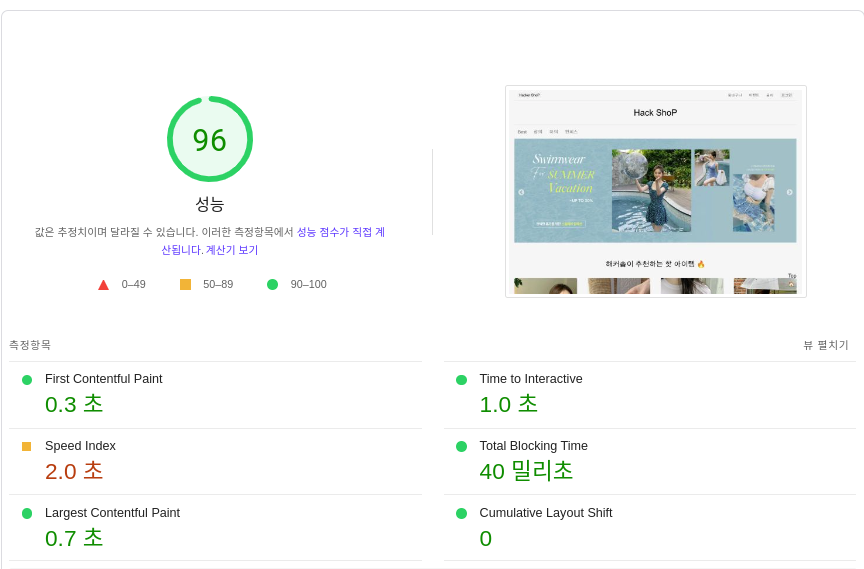 96
성능
값은 추정치이며 달라질 수 있습니다. 이러한 측정항목에서 성능 점수가 직접 계
산됩니다. 계산기 보기
0–49
50–89
90–100
Hack ShoP
Hack ShoP
Swimwear
For SUMMER
Vacation
~UP TO 30%
해커숍이 추천하는 핫 아이템 🔥
Top
측정항목
뷰 펼치기
First Contentful Paint
0.3 초
Time to Interactive
1.0 초
Speed Index
2.0 초
Total Blocking Time
40 밀리초
Largest Contentful Paint
0.7 초
Cumulative Layout Shift
0